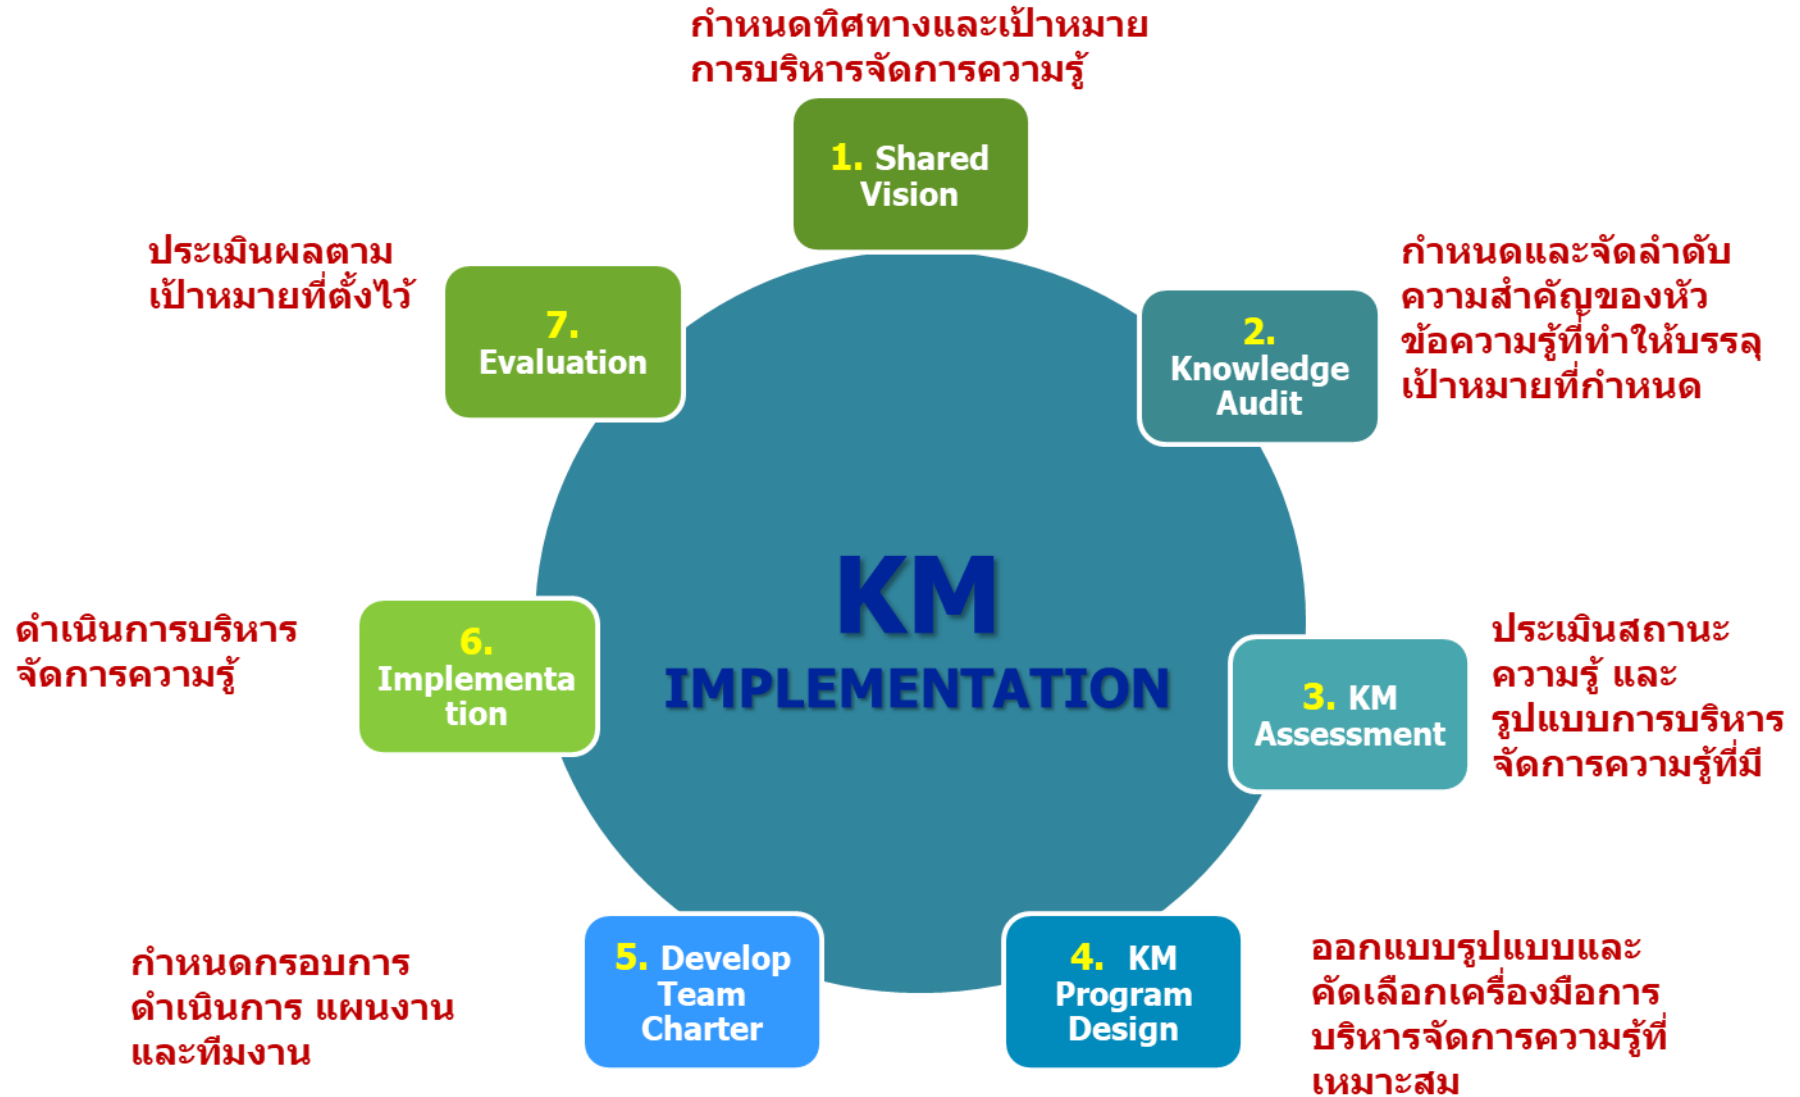 กำหนดทิศทางและเป้าหมาย
การบริหารจัดการความรู้
1. Shared
Vision
กำหนดและจัดลำดับ
ความสำคัญของหัว
ข้อความรู้ที่ทำให้บรรลุ
เป้าหมายที่กำหนด
2.
Knowledge
Audit
ประเมินสถานะ
ความรู้ และ
รูปแบบการบริหาร
จัดการความรู้ที่มี
3. KM
Assessment
ออกแบบรูปแบบและ
คัดเลือกเครื่องมือการ
บริหารจัดการความรู้ที่
เหมาะสม
4. KM
Program
Design
กำหนดกรอบการ
ดำเนินการ แผนงาน
และทีมงาน
5. Develop
Team
Charter
ดำเนินการบริหาร
จัดการความรู้
6.
Implementa
tion
ประเมินผลตาม
เป้าหมายที่ตั้งไว้
7.
Evaluation
KM
IMPLEMENTATION